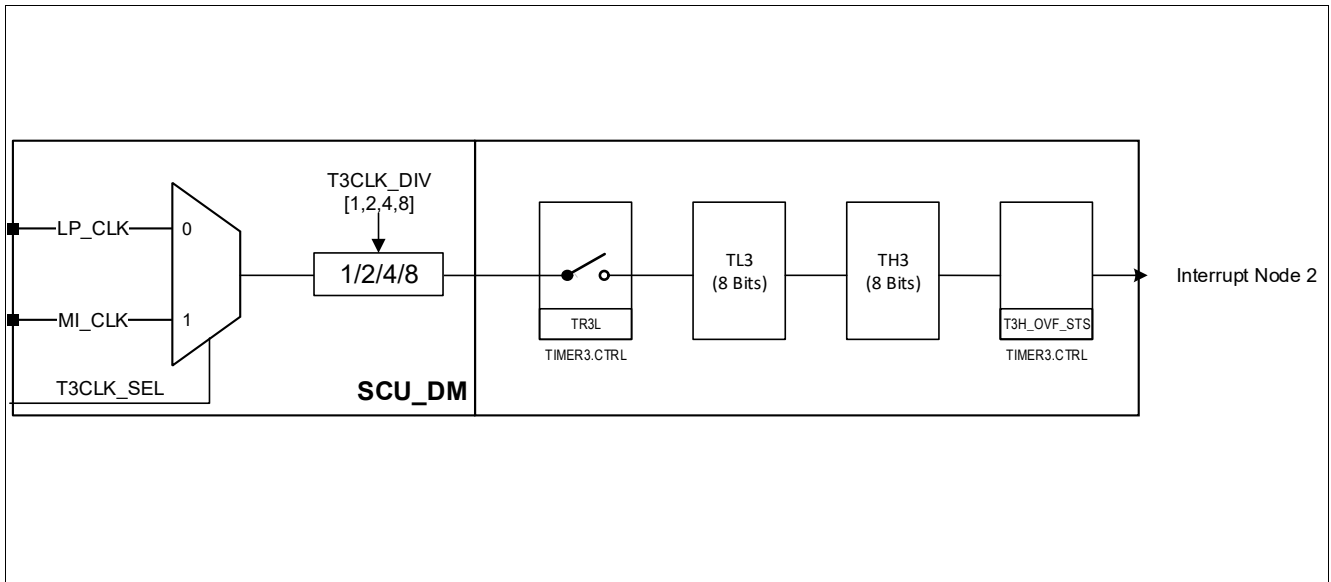 T3CLK_DIV
[1,2,4,8]
LP_CLK
0
1/2/4/8
MI_CLK
1
T3CLK_SEL
SCU_DM
TR3L
TIMER3.CTRL
TL3
(8 Bits)
TH3
(8 Bits)
T3H_OVF_STS
TIMER3.CTRL
Interrupt Node 2